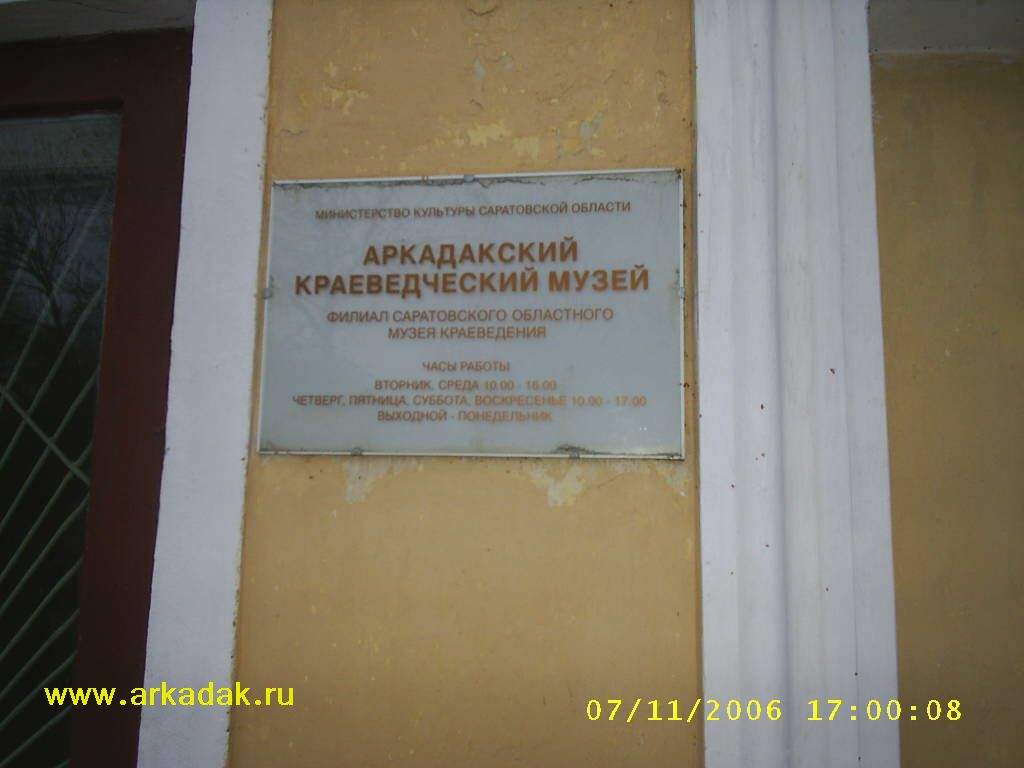 МИНИСТЕРСТВО КУЛЬТУРЫ САРАТОВСКОЙ ОБЛАСТИ
АРКАДАКСКИЙ
КРАЕВЕДЧЕСКИЙ МУЗЕЙ
ФИЛИАЛ САРАТОВСКОГО ОБЛАСТНОГО
МУЗЕЯ КРАЕВЕДЕНИЯ
ЧАСЫ РАБОТЫ
ВТОРНИК, СРЕДА 10.00 - 16.00
ЧЕТВЕРГ, ПЯТНИЦА, СУББОТА, ВОСКРЕСЕНЬЕ 10.00 - 17.00
ВЫХОДНОЙ - ПОНЕДЕЛЬНИК
www.arkadak.ru
07/11/2006 17:00:08